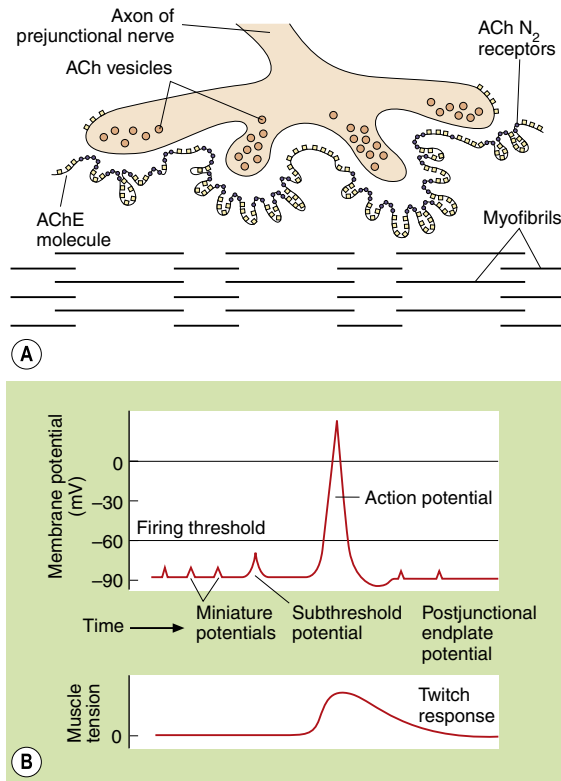 Axon of
prejunctional nerve
ACh N2
receptors
ACh vesicles
AChE
molecule
Myofibrils
A
Membrane potential
(mV)
0
–30
–60
–90
Action potential
Firing threshold
Time
Miniature
potentials
Subthreshold
potential
Postjunctional
endplate
potential
Muscle
tension
0
Twitch
response
B